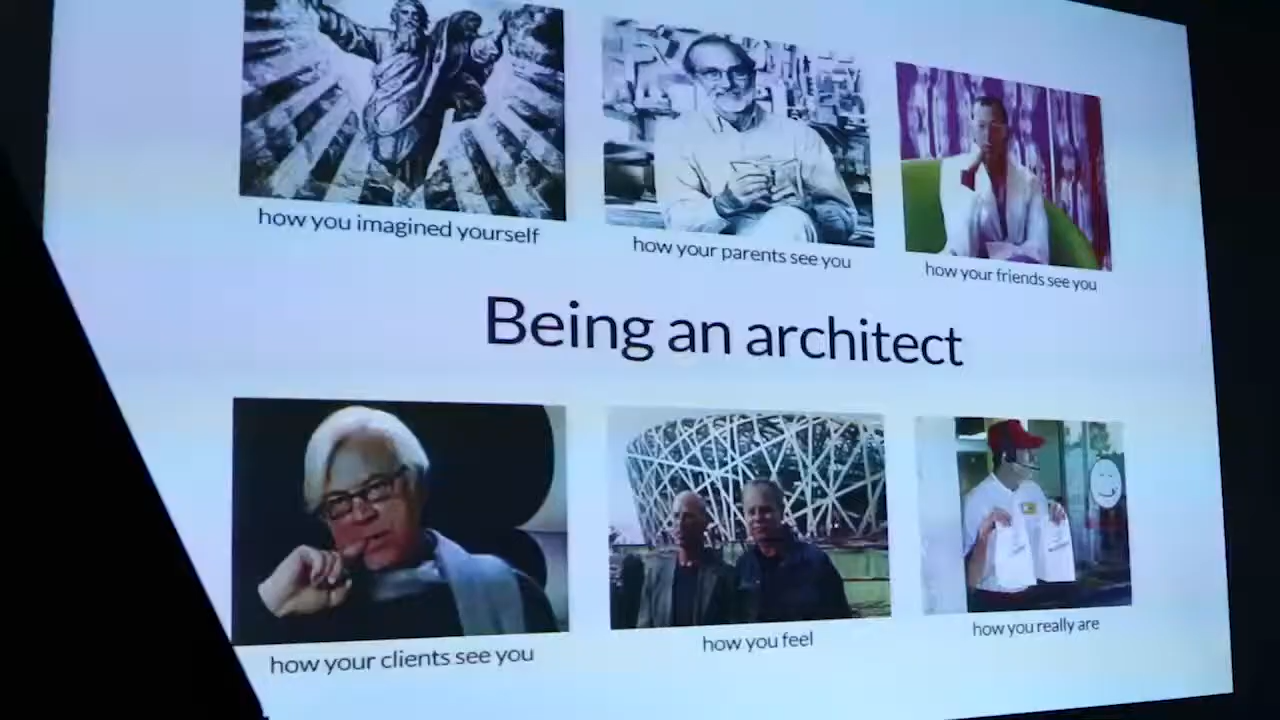 how you imagined yourself
how your parents see you
how your friends see you
Being an architect
how your clients see you
how you feel
how you really are